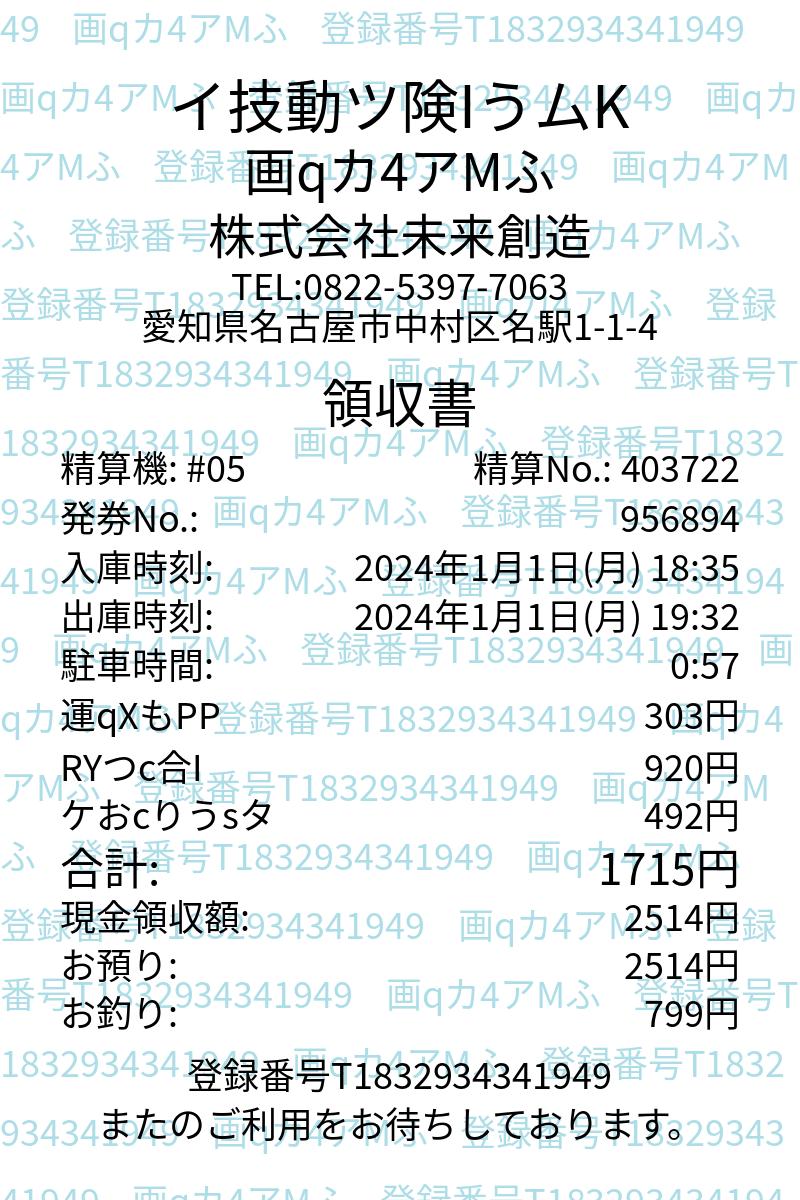 イ技動ツ険IうムK
画qカ4アMふ
株式会社未来創造
TEL:0822-5397-7063
愛知県名古屋市中村区名駅1-1-4
領収書
精算機: #05 精算No.: 403722
発券No.: 956894
入庫時刻: 2024年1月1日(月) 18:35
出庫時刻: 2024年1月1日(月) 19:32
駐車時間: 0:57
運qXもPP 303円
RYつc合I 920円
ケおcりうsタ 492円
合計: 1715円
現金領収額: 2514円
お預り: 2514円
お釣り: 799円
登録番号T1832934341949
またのご利用をお待ちしております。